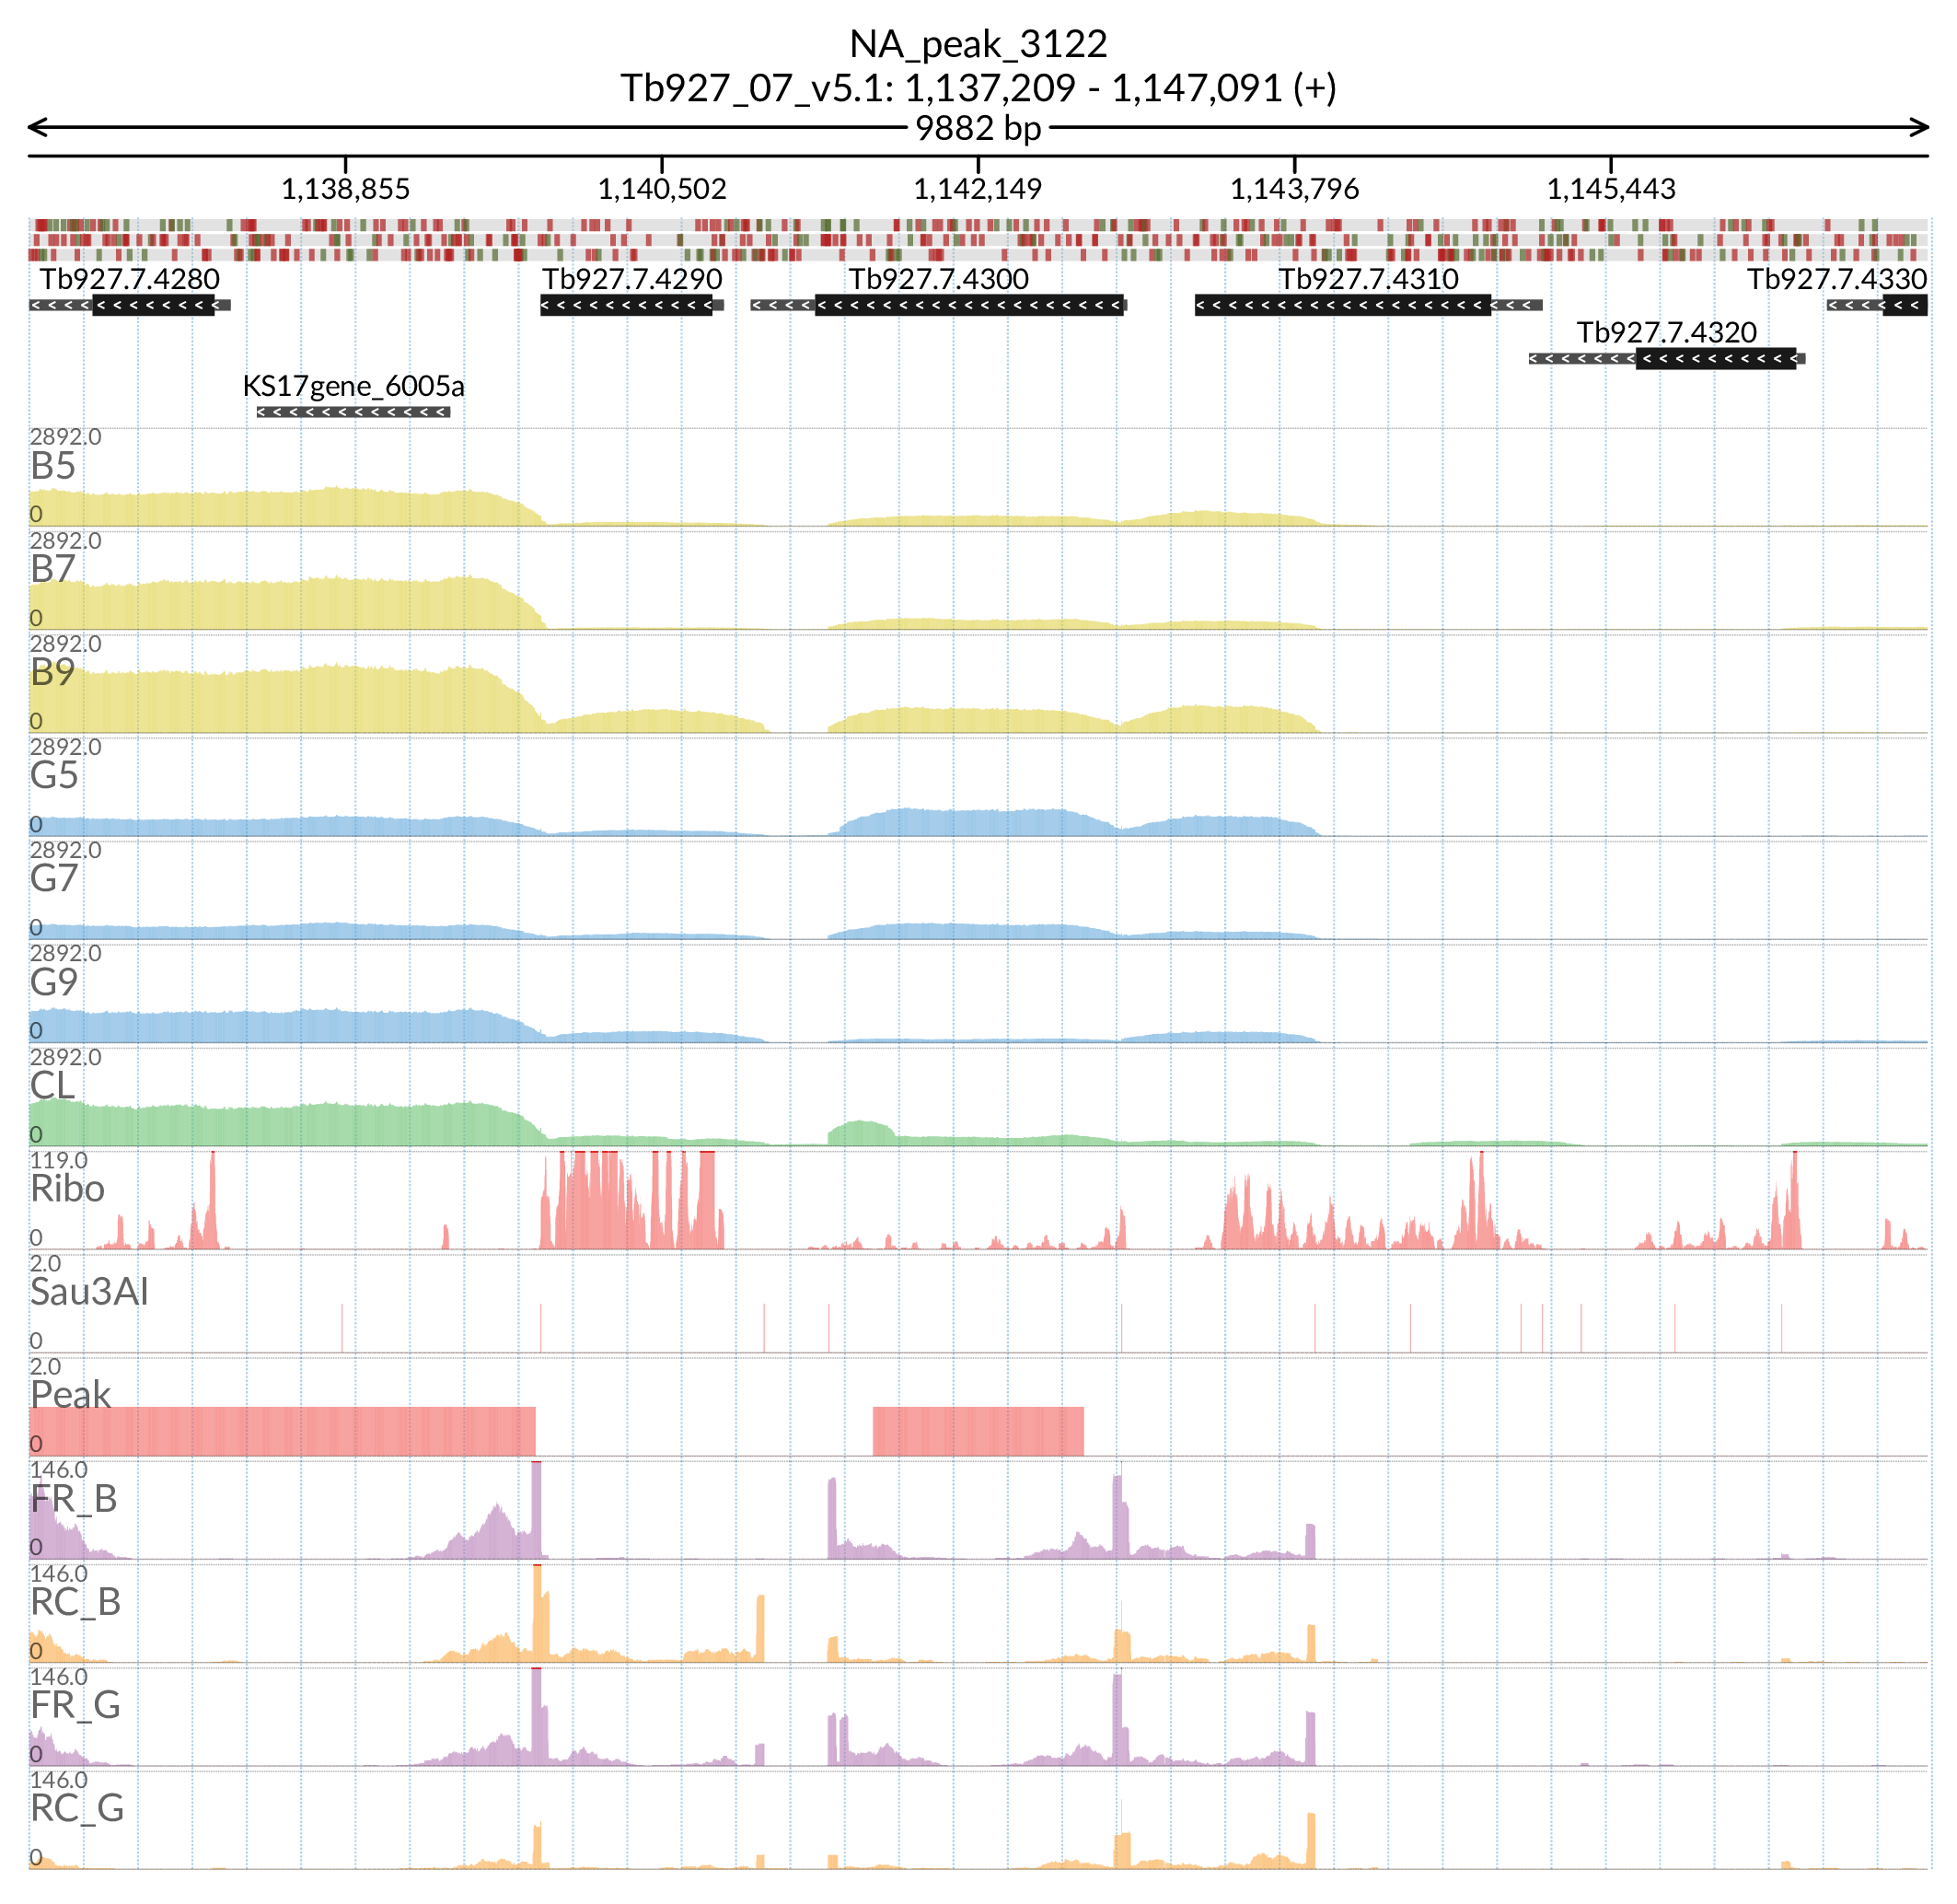 NA_peak_3122
Tb927_07_v5.1: 1,137,209 - 1,147,091 (+)
9882 bp
1,138,855 1,140,502 1,142,149 1,143,796 1,145,443
Tb927.7.4280 Tb927.7.4290 Tb927.7.4300 Tb927.7.4310 Tb927.7.4330
Tb927.7.4320
KS17gene_6005a
2892.0
B5
0
2892.0
B7
0
2892.0
B9
0
2892.0
G5
0
2892.0
G7
0
2892.0
G9
0
2892.0
CL
0
119.0
Ribo
0
2.0
Sau3AI
0
2.0
Peak
0
146.0
FR_B
0
146.0
RC_B
0
146.0
FR_G
0
146.0
RC_G
0